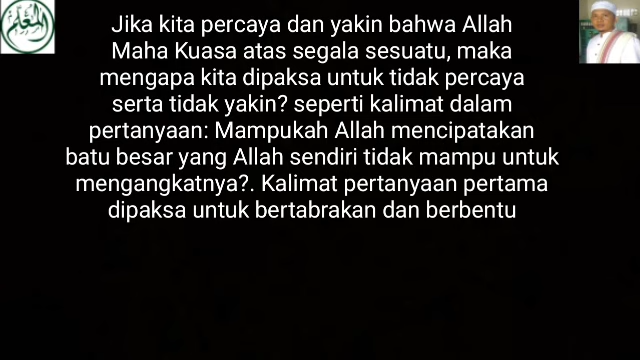 Jika kita percaya dan yakin bahwa Allah
Maha Kuasa atas segala sesuatu, maka
mengapa kita dipaksa untuk tidak percaya
serta tidak yakin? seperti kalimat dalam
pertanyaan: Mampukah Allah mencipatakan
batu besar yang Allah sendiri tidak mampu untuk
mengangkatnya?. Kalimat pertanyaan pertama
dipaksa untuk bertabrakan dan berbentu